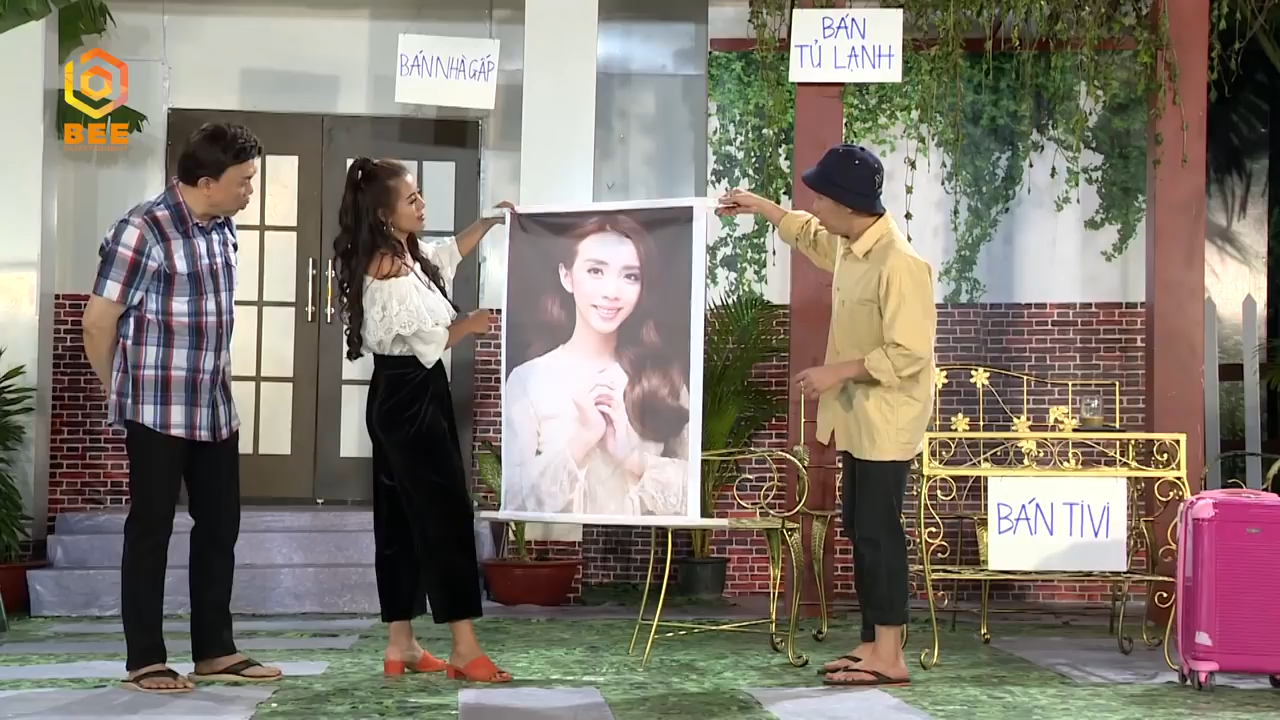 BEE
BÁN NHÀ GẤP
BÁN
TỦ LẠNH
BÁN TIVI